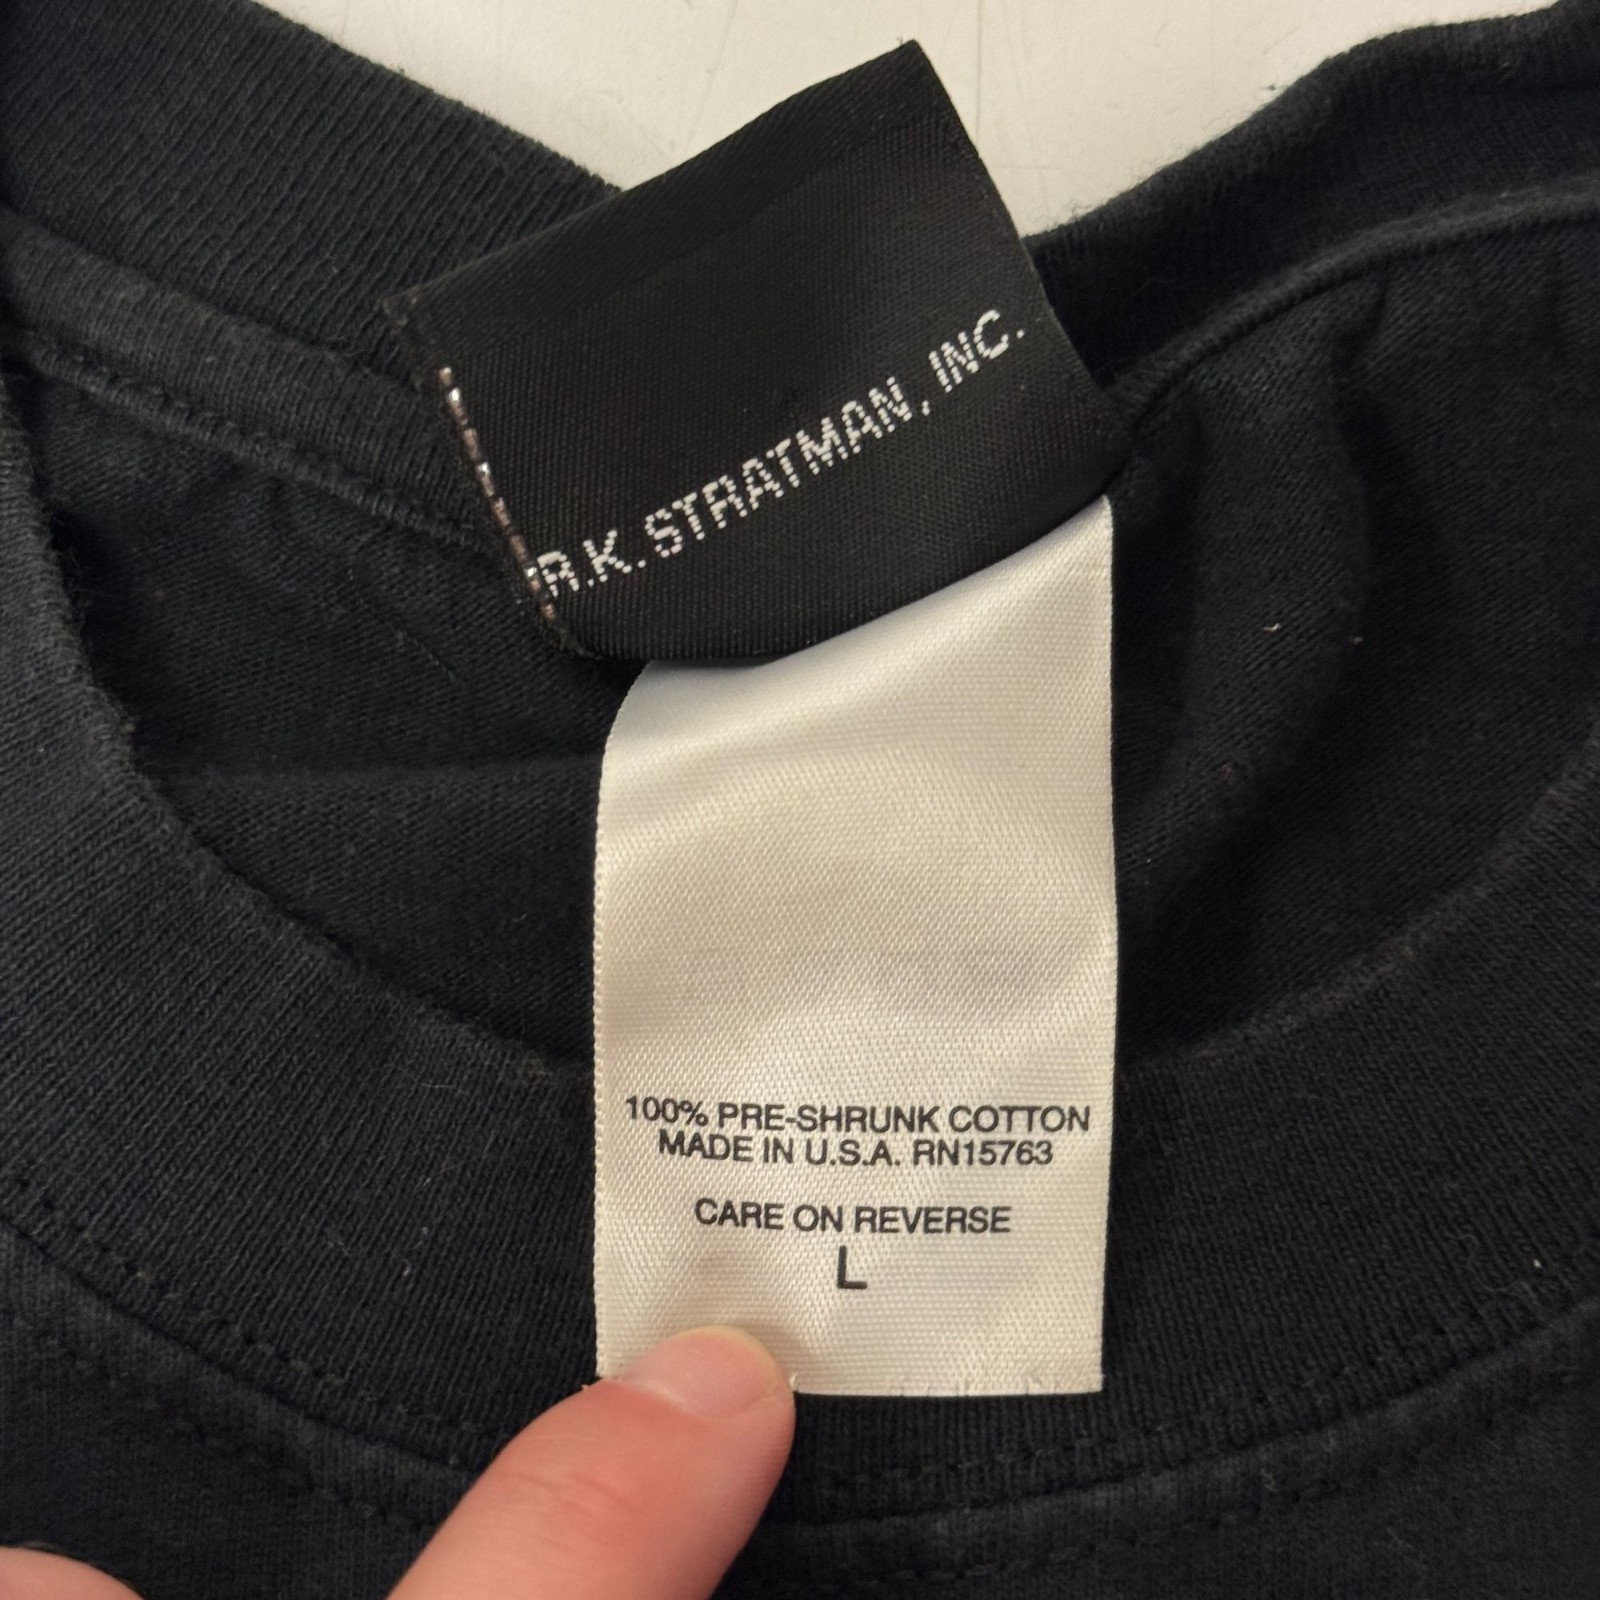 R.K. STRATMAN, INC.
100% PRE-SHRUNK COTTON
MADE IN U.S.A. RN15763
CARE ON REVERSE
L